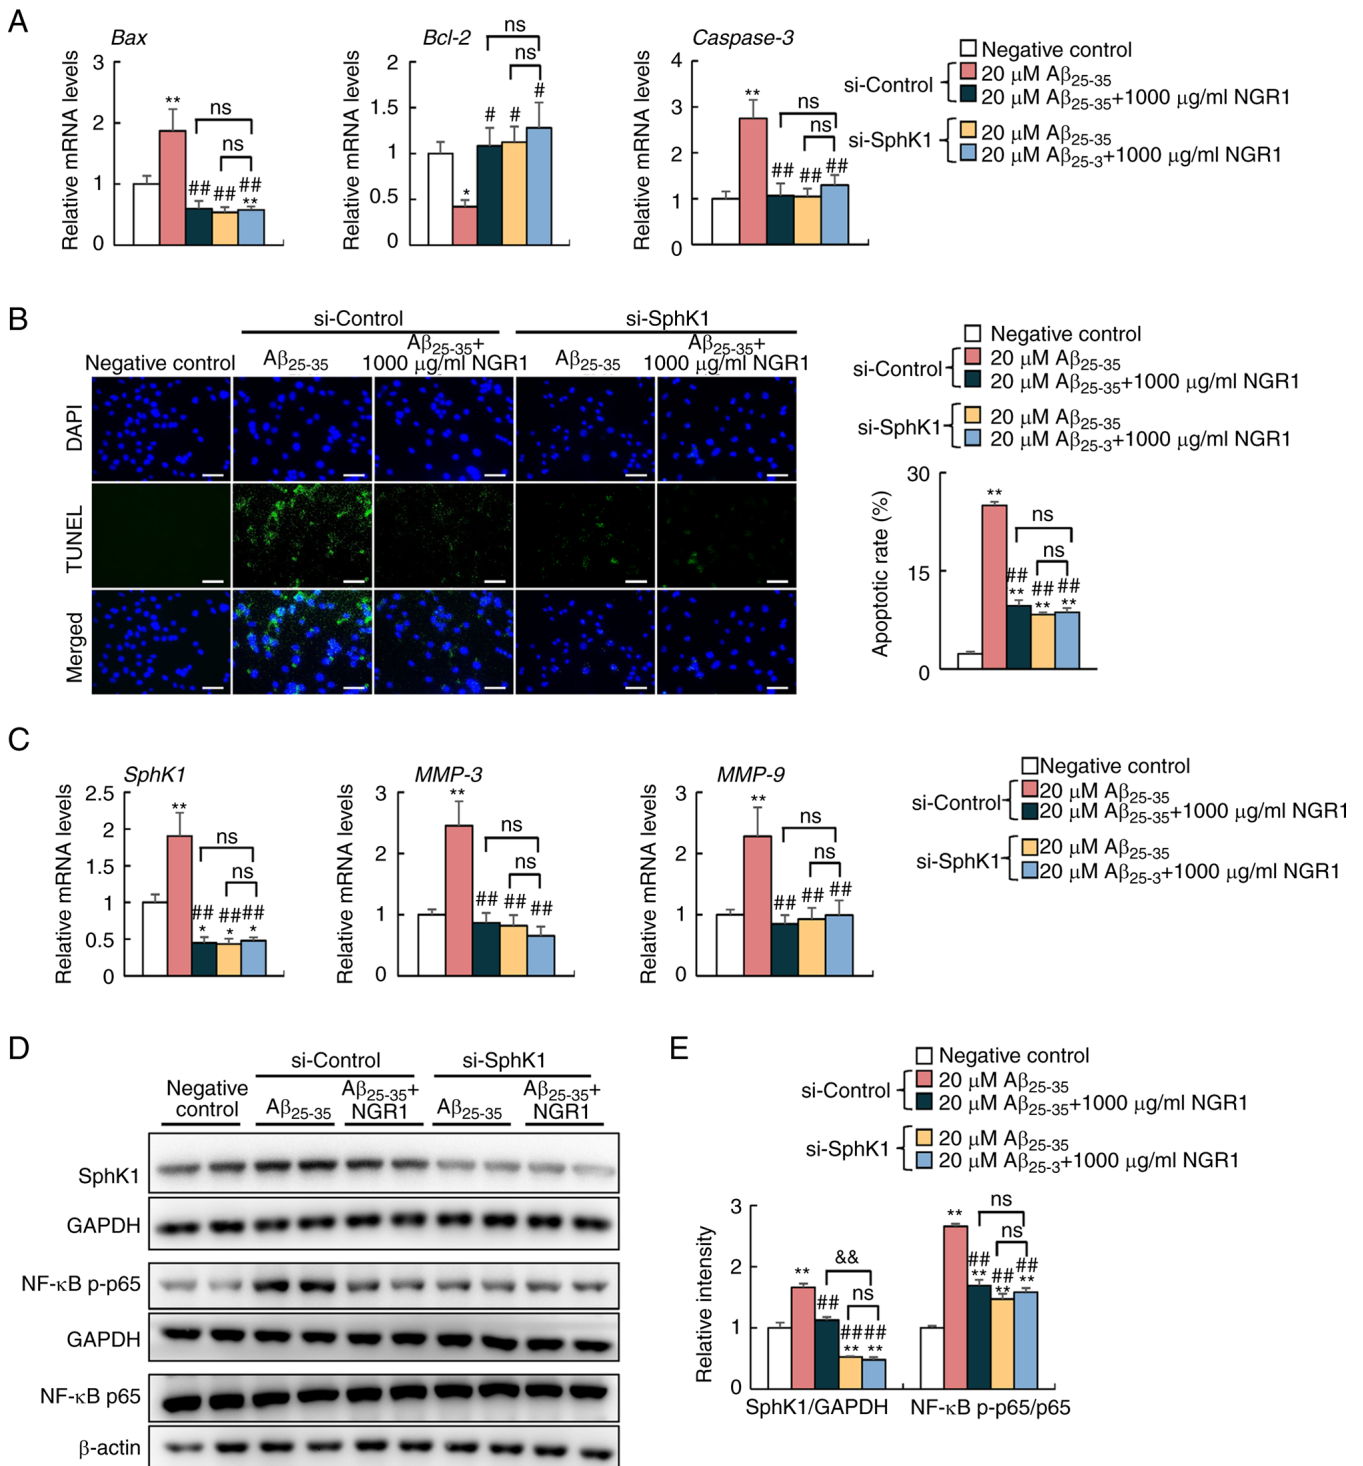 A
Bax
Relative mRNA levels
3
2
1
0
**
##
##
##
**
ns
ns
Bcl-2
Relative mRNA levels
2
1.5
1
0.5
0
*
#
#
#
ns
ns
Caspase-3
Relative mRNA levels
4
3
2
1
0
**
##
##
##
ns
ns
Negative control
si-Control
20 μM Aβ25-35
20 μM Aβ25-35+1000 μg/ml NGR1
si-SphK1
20 μM Aβ25-35
20 μM Aβ25-3+1000 μg/ml NGR1
B
si-Control
si-SphK1
Negative control
Aβ25-35
Aβ25-35+
1000 μg/ml NGR1
Aβ25-35
Aβ25-35+
1000 μg/ml NGR1
DAPI
TUNEL
Merged
Negative control
si-Control
20 μM Aβ25-35
20 μM Aβ25-35+1000 μg/ml NGR1
si-SphK1
20 μM Aβ25-35
20 μM Aβ25-3+1000 μg/ml NGR1
Apoptotic rate (%)
30
15
0
**
##
**
##
**
##
**
ns
ns
C
SphK1
Relative mRNA levels
2.5
2
1.5
1
0.5
0
**
##
*
##
*
##
*
ns
ns
MMP-3
Relative mRNA levels
3
2
1
0
**
##
##
##
ns
ns
MMP-9
Relative mRNA levels
3
2
1
0
**
##
##
##
ns
ns
Negative control
si-Control
20 μM Aβ25-35
20 μM Aβ25-35+1000 μg/ml NGR1
si-SphK1
20 μM Aβ25-35
20 μM Aβ25-3+1000 μg/ml NGR1
D
si-Control
si-SphK1
Negative
control
Aβ25-35
Aβ25-35+
NGR1
Aβ25-35
Aβ25-35+
NGR1
SphK1
GAPDH
NF-κB p-p65
GAPDH
NF-κB p65
β-actin
E
Negative control
si-Control
20 μM Aβ25-35
20 μM Aβ25-35+1000 μg/ml NGR1
si-SphK1
20 μM Aβ25-35
20 μM Aβ25-3+1000 μg/ml NGR1
Relative intensity
3
2
1
0
**
##
##
**
##
**
&&
ns
SphK1/GAPDH
**
##
**
##
**
##
**
ns
ns
NF-κB p-p65/p65